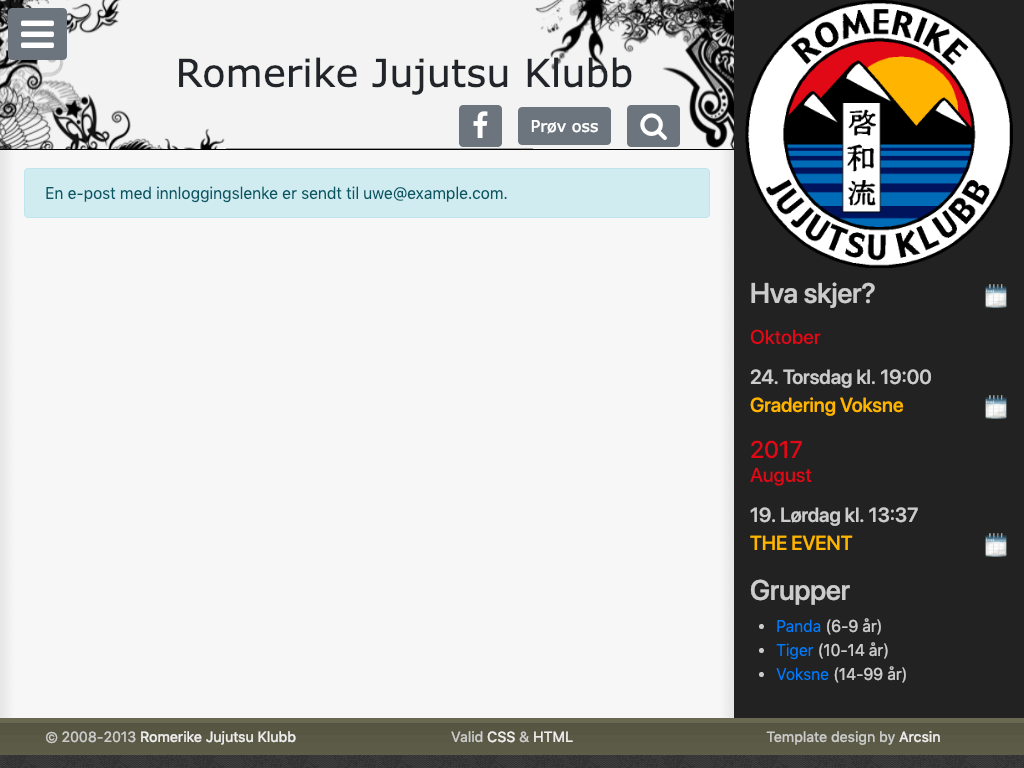 Romerike Jujutsu Klubb
Prøv oss
En e-post med innloggingslenke er sendt til uwe@example.com.
ROMERIKE
啓和流
JUJUTSU KLUBB
Hva skjer?
Oktober
24. Torsdag kl. 19:00
Gradering Voksne
2017
August
19. Lørdag kl. 13:37
THE EVENT
Grupper
Panda (6-9 år)
Tiger (10-14 år)
Voksne (14-99 år)
© 2008-2013 Romerike Jujutsu Klubb
Valid CSS & HTML
Template design by Arcsin